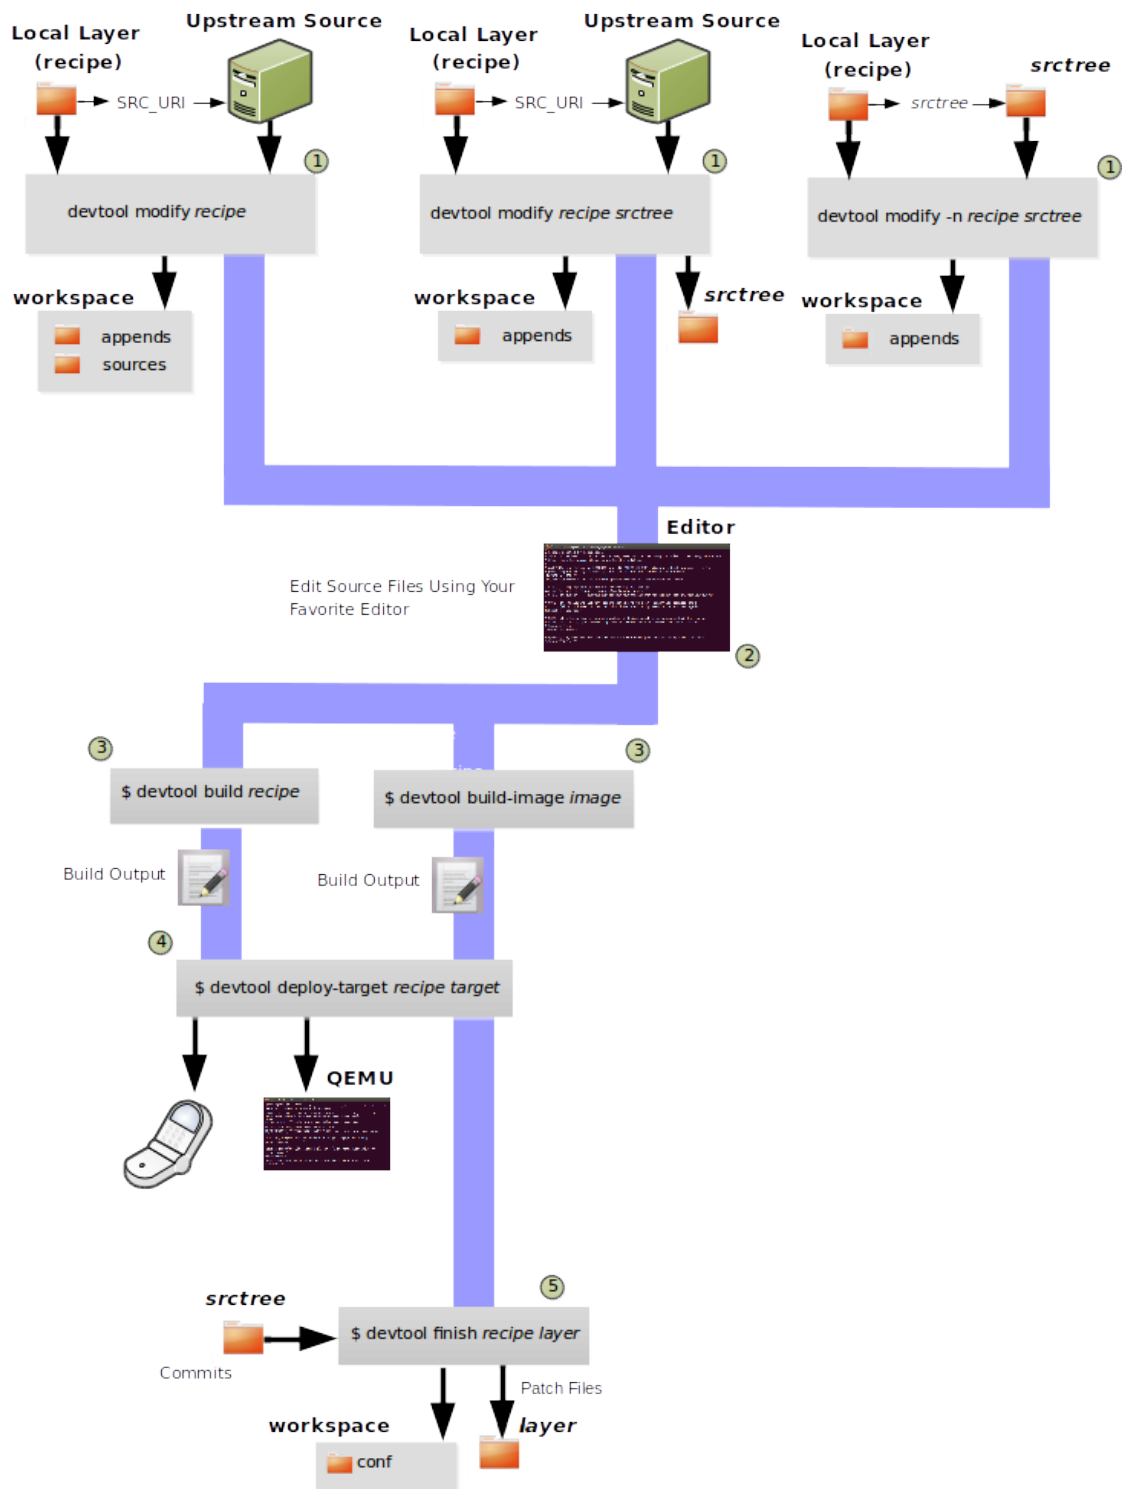 Upstream Source
Local Layer
(recipe)
SRC_URI
1
devtool modify recipe
workspace
appends
sources
Upstream Source
Local Layer
(recipe)
SRC_URI
1
devtool modify recipe srctree
workspace
appends
srctree
Local Layer
(recipe)
srctree
srctree
1
devtool modify -n recipe srctree
workspace
appends
Editor
Edit Source Files Using Your
Favorite Editor
2
3
$ devtool build recipe
3
$ devtool build-image image
Build Output
Build Output
4
$ devtool deploy-target recipe target
QEMU
5
srctree
$ devtool finish recipe layer
Commits
Patch Files
workspace
layer
conf